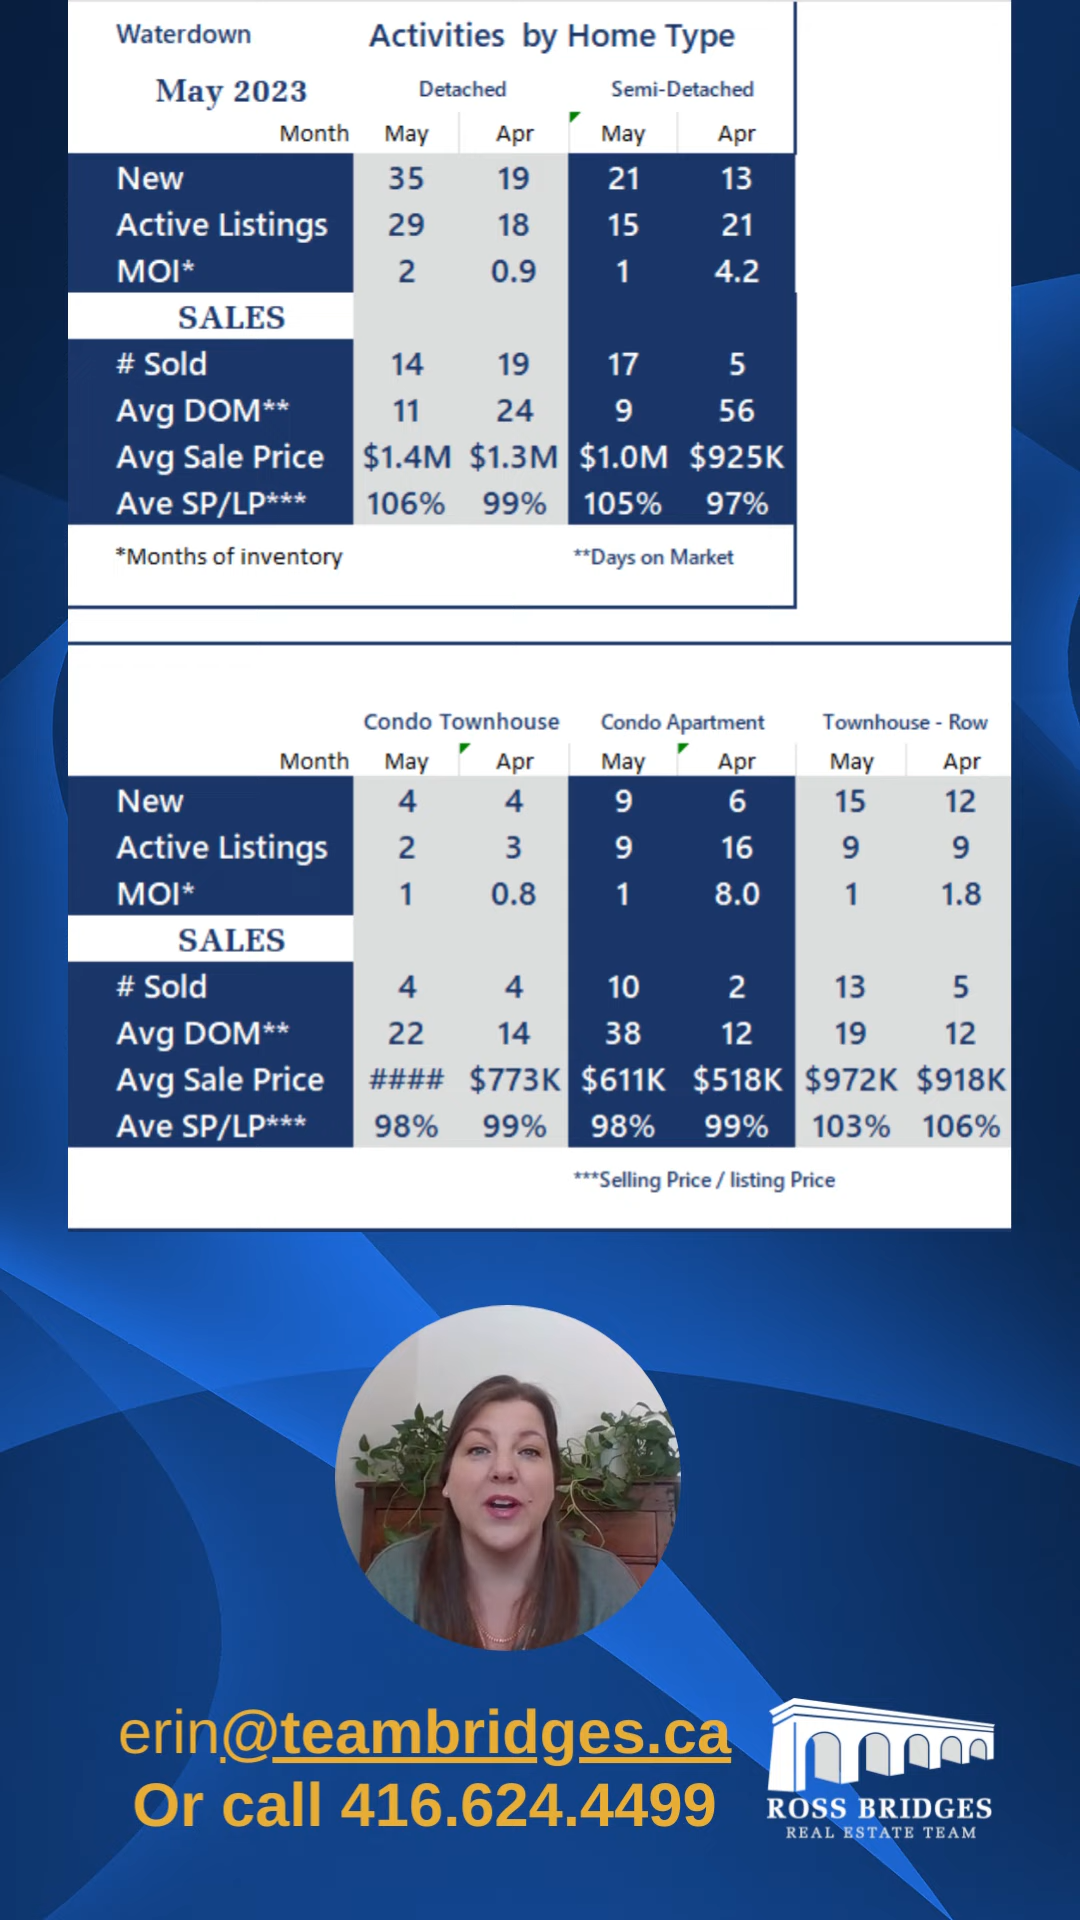 Waterdown Activities by Home Type
May 2023 Detached Semi-Detached
Month May Apr May Apr
New 35 19 21 13
Active Listings 29 18 15 21
MOI* 2 0.9 1 4.2
SALES
# Sold 14 19 17 5
Avg DOM** 11 24 9 56
Avg Sale Price $1.4M $1.3M $1.0M $925K
Ave SP/LP*** 106% 99% 105% 97%
*Months of inventory **Days on Market
Condo Townhouse Condo Apartment Townhouse - Row
Month May Apr May Apr May Apr
New 4 4 9 6 15 12
Active Listings 2 3 9 16 9 9
MOI* 1 0.8 1 8.0 1 1.8
SALES
# Sold 4 4 10 2 13 5
Avg DOM** 22 14 38 12 19 12
Avg Sale Price #### $773K $611K $518K $972K $918K
Ave SP/LP*** 98% 99% 98% 99% 103% 106%
***Selling Price / listing Price
erin@teambridges.ca
Or call 416.624.4499
ROSS BRIDGES
REAL ESTATE TEAM